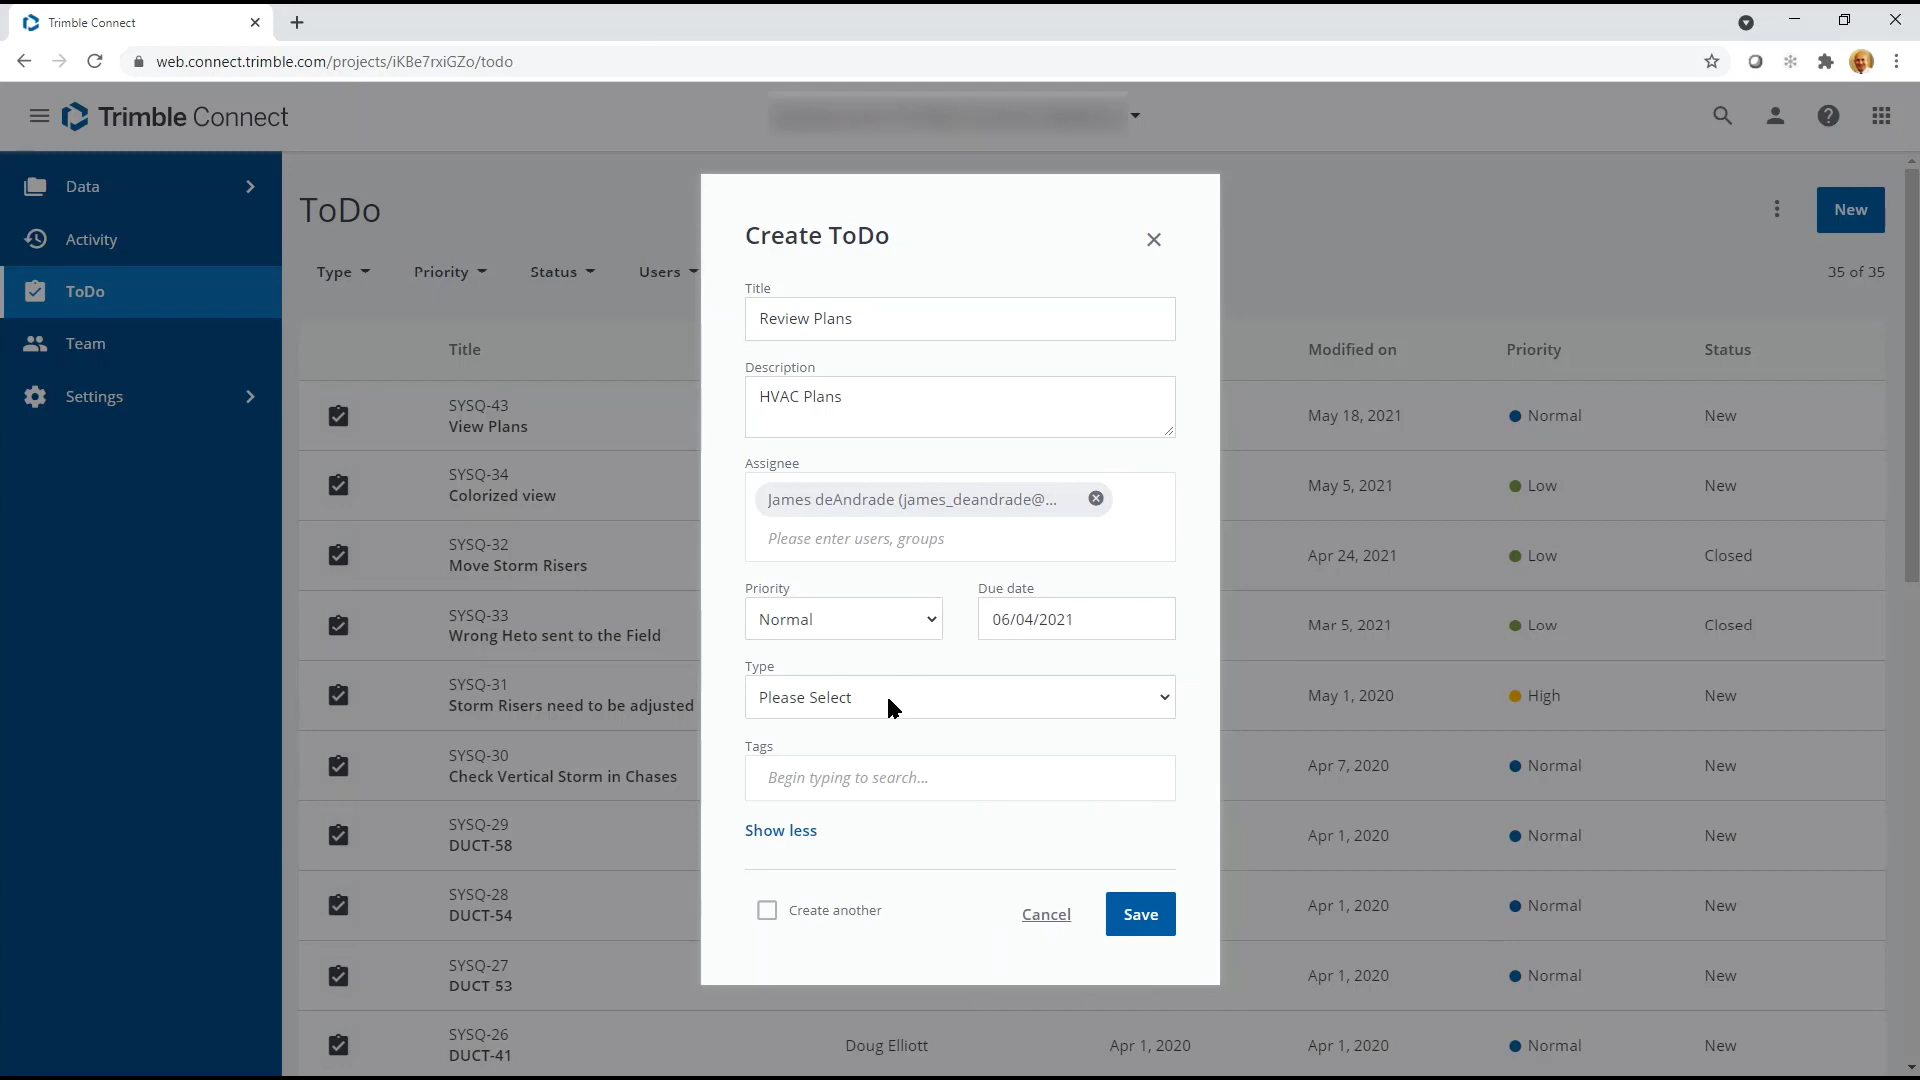 Trimble Connect
web.connect.trimble.com/projects/iKBe7rxiGZo/todo
Trimble Connect
Data
Activity
ToDo
Team
Settings
ToDo
New
Type
Priority
Status
Users
35 of 35
Title
Modified on
Priority
Status
SYSQ-43
View Plans
May 18, 2021
Normal
New
SYSQ-34
Colorized view
May 5, 2021
Low
New
SYSQ-32
Move Storm Risers
Apr 24, 2021
Low
Closed
SYSQ-33
Wrong Heto sent to the Field
Mar 5, 2021
Low
Closed
SYSQ-31
Storm Risers need to be adjusted
May 1, 2020
High
New
SYSQ-30
Check Vertical Storm in Chases
Apr 7, 2020
Normal
New
SYSQ-29
DUCT-58
Apr 1, 2020
Normal
New
SYSQ-28
DUCT-54
Apr 1, 2020
Normal
New
SYSQ-27
DUCT-53
Apr 1, 2020
Normal
New
SYSQ-26
DUCT-41
Doug Elliott
Apr 1, 2020
Apr 1, 2020
Normal
New
Create ToDo
Title
Review Plans
Description
HVAC Plans
Assignee
James deAndrade (james_deandrade@...
Please enter users, groups
Priority
Due date
Normal
06/04/2021
Type
Please Select
Tags
Begin typing to search...
Show less
Create another
Cancel
Save